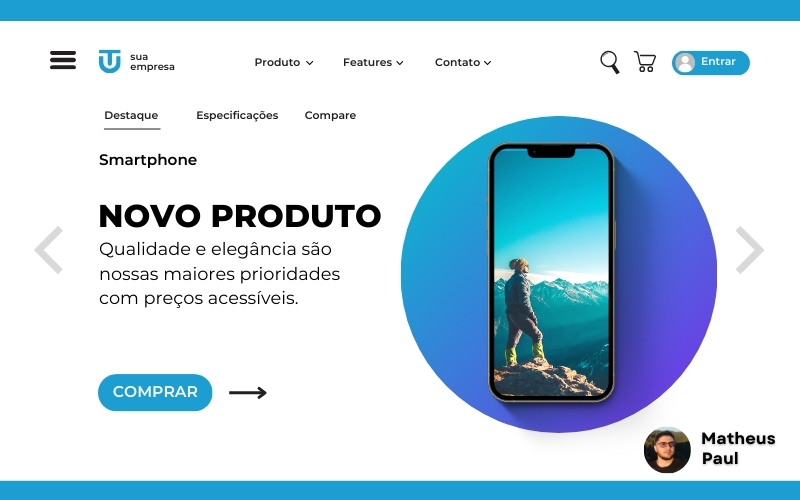 sua
empresa
Produto
Features
Contato
Entrar
Destaque
Especificações
Compare
Smartphone
NOVO PRODUTO
Qualidade e elegância são
nossas maiores prioridades
com preços acessíveis.
COMPRAR
Matheus
Paul